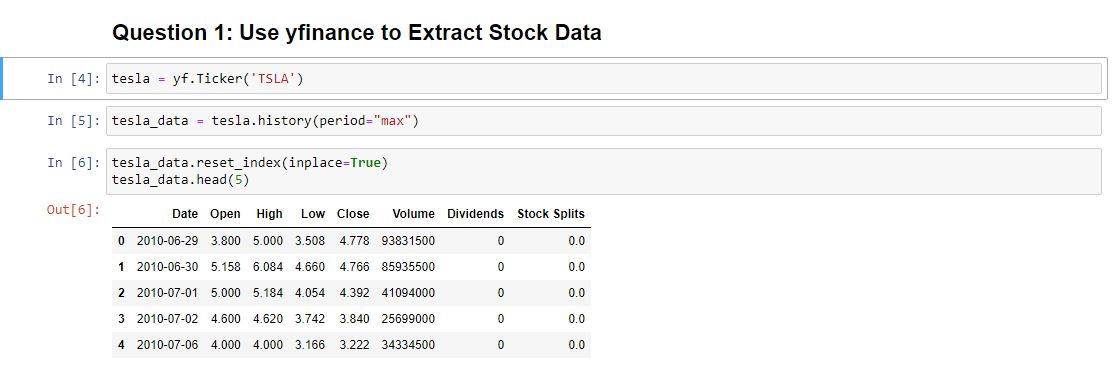 Question 1: Use yfinance to Extract Stock Data
In [4]: tesla = yf.Ticker('TSLA')
In [5]: tesla_data = tesla.history(period="max")
In [6]: tesla_data.reset_index(inplace=True)
tesla_data.head(5)
Out[6]:
Date Open High Low Close Volume Dividends Stock Splits
0 2010-06-29 3.800 5.000 3.508 4.778 93831500 0 0.0
1 2010-06-30 5.158 6.084 4.660 4.766 85935500 0 0.0
2 2010-07-01 5.000 5.184 4.054 4.392 41094000 0 0.0
3 2010-07-02 4.600 4.620 3.742 3.840 25699000 0 0.0
4 2010-07-06 4.000 4.000 3.166 3.222 34334500 0 0.0